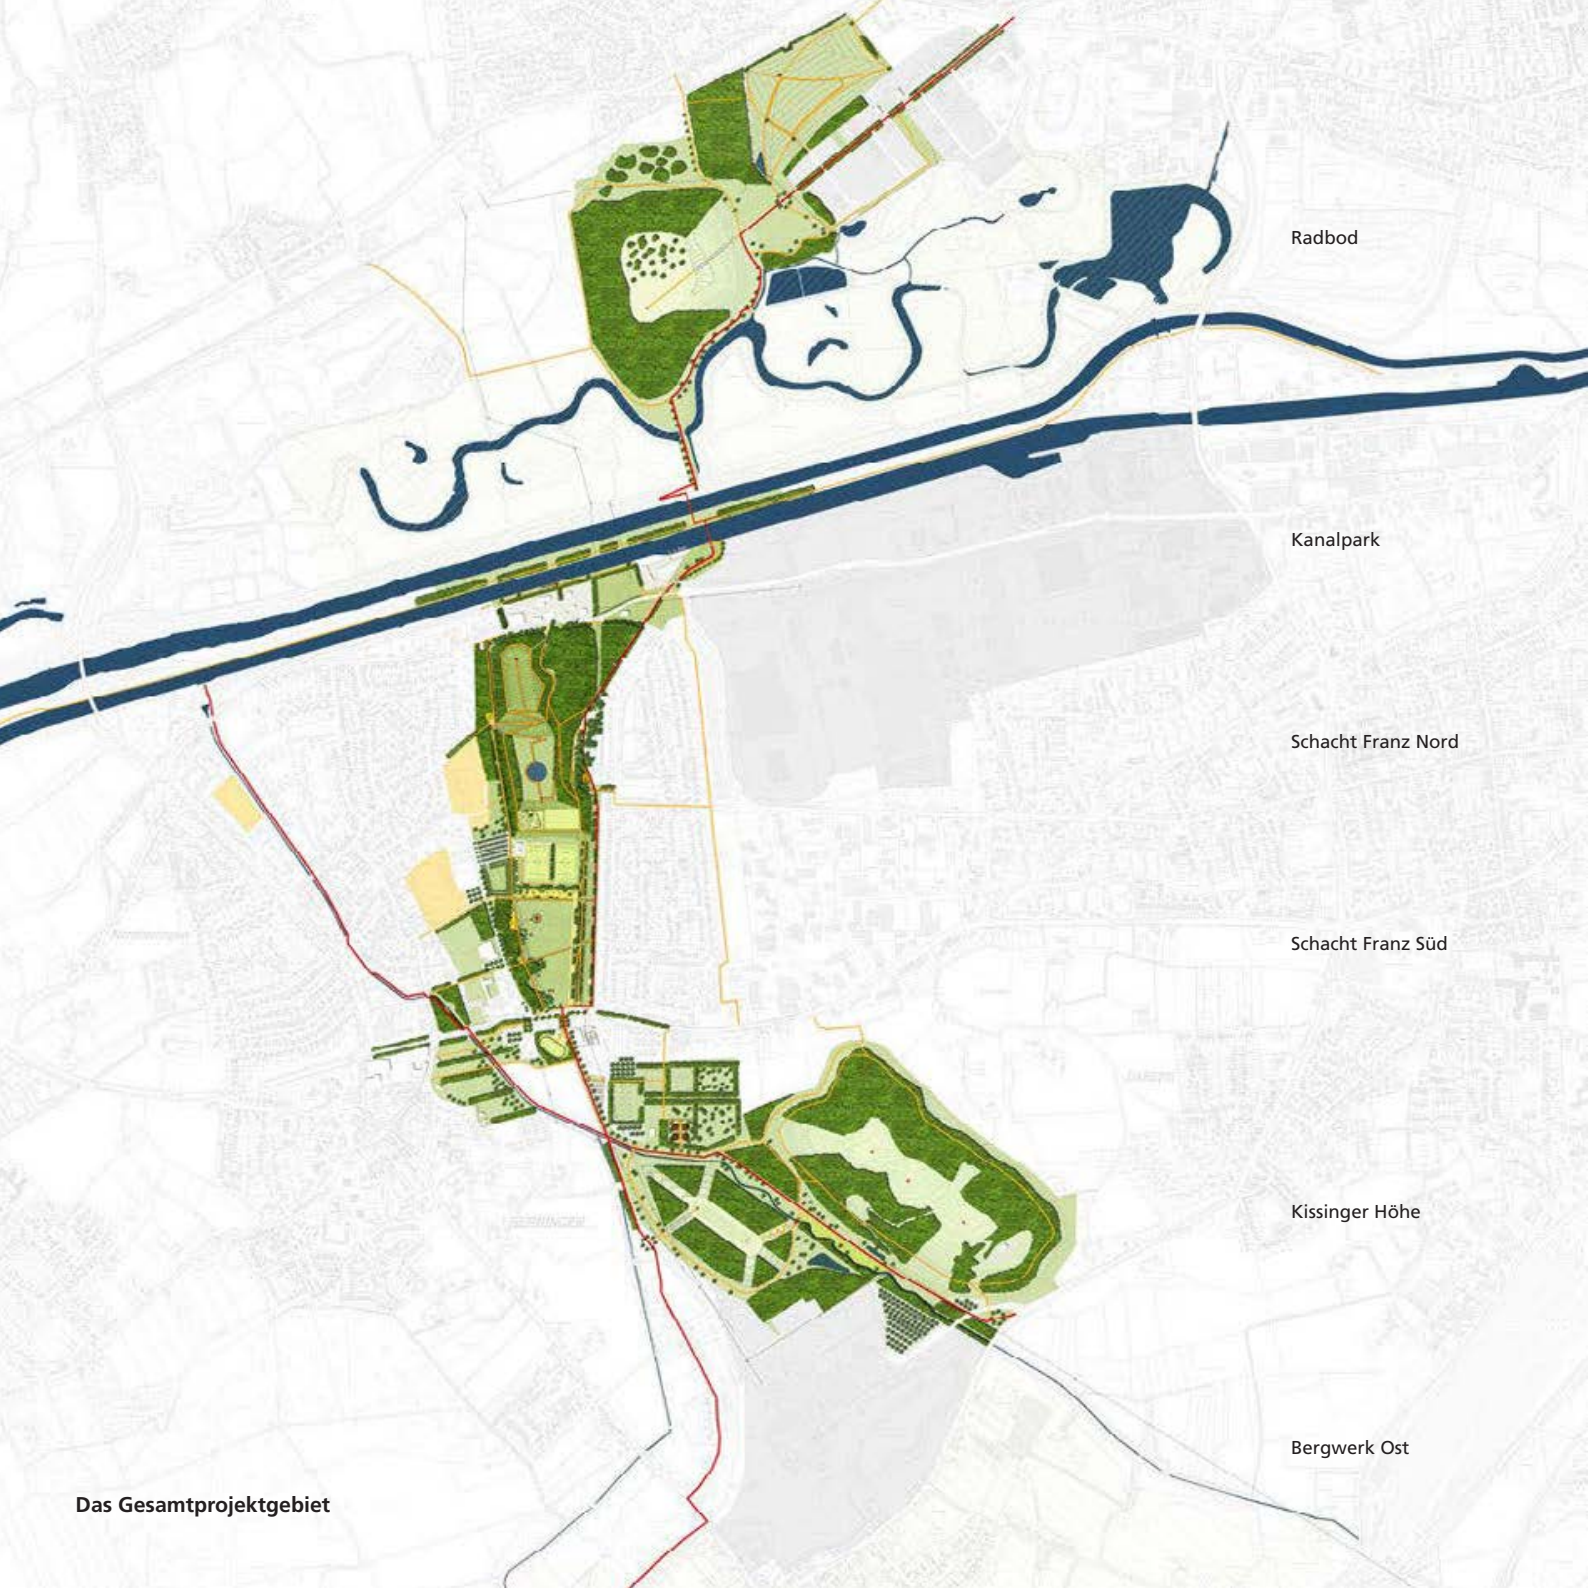 Radbod
Kanalpark
Schacht Franz Nord
Schacht Franz Süd
Kissinger Höhe
Bergwerk Ost
Das Gesamtprojektgebiet